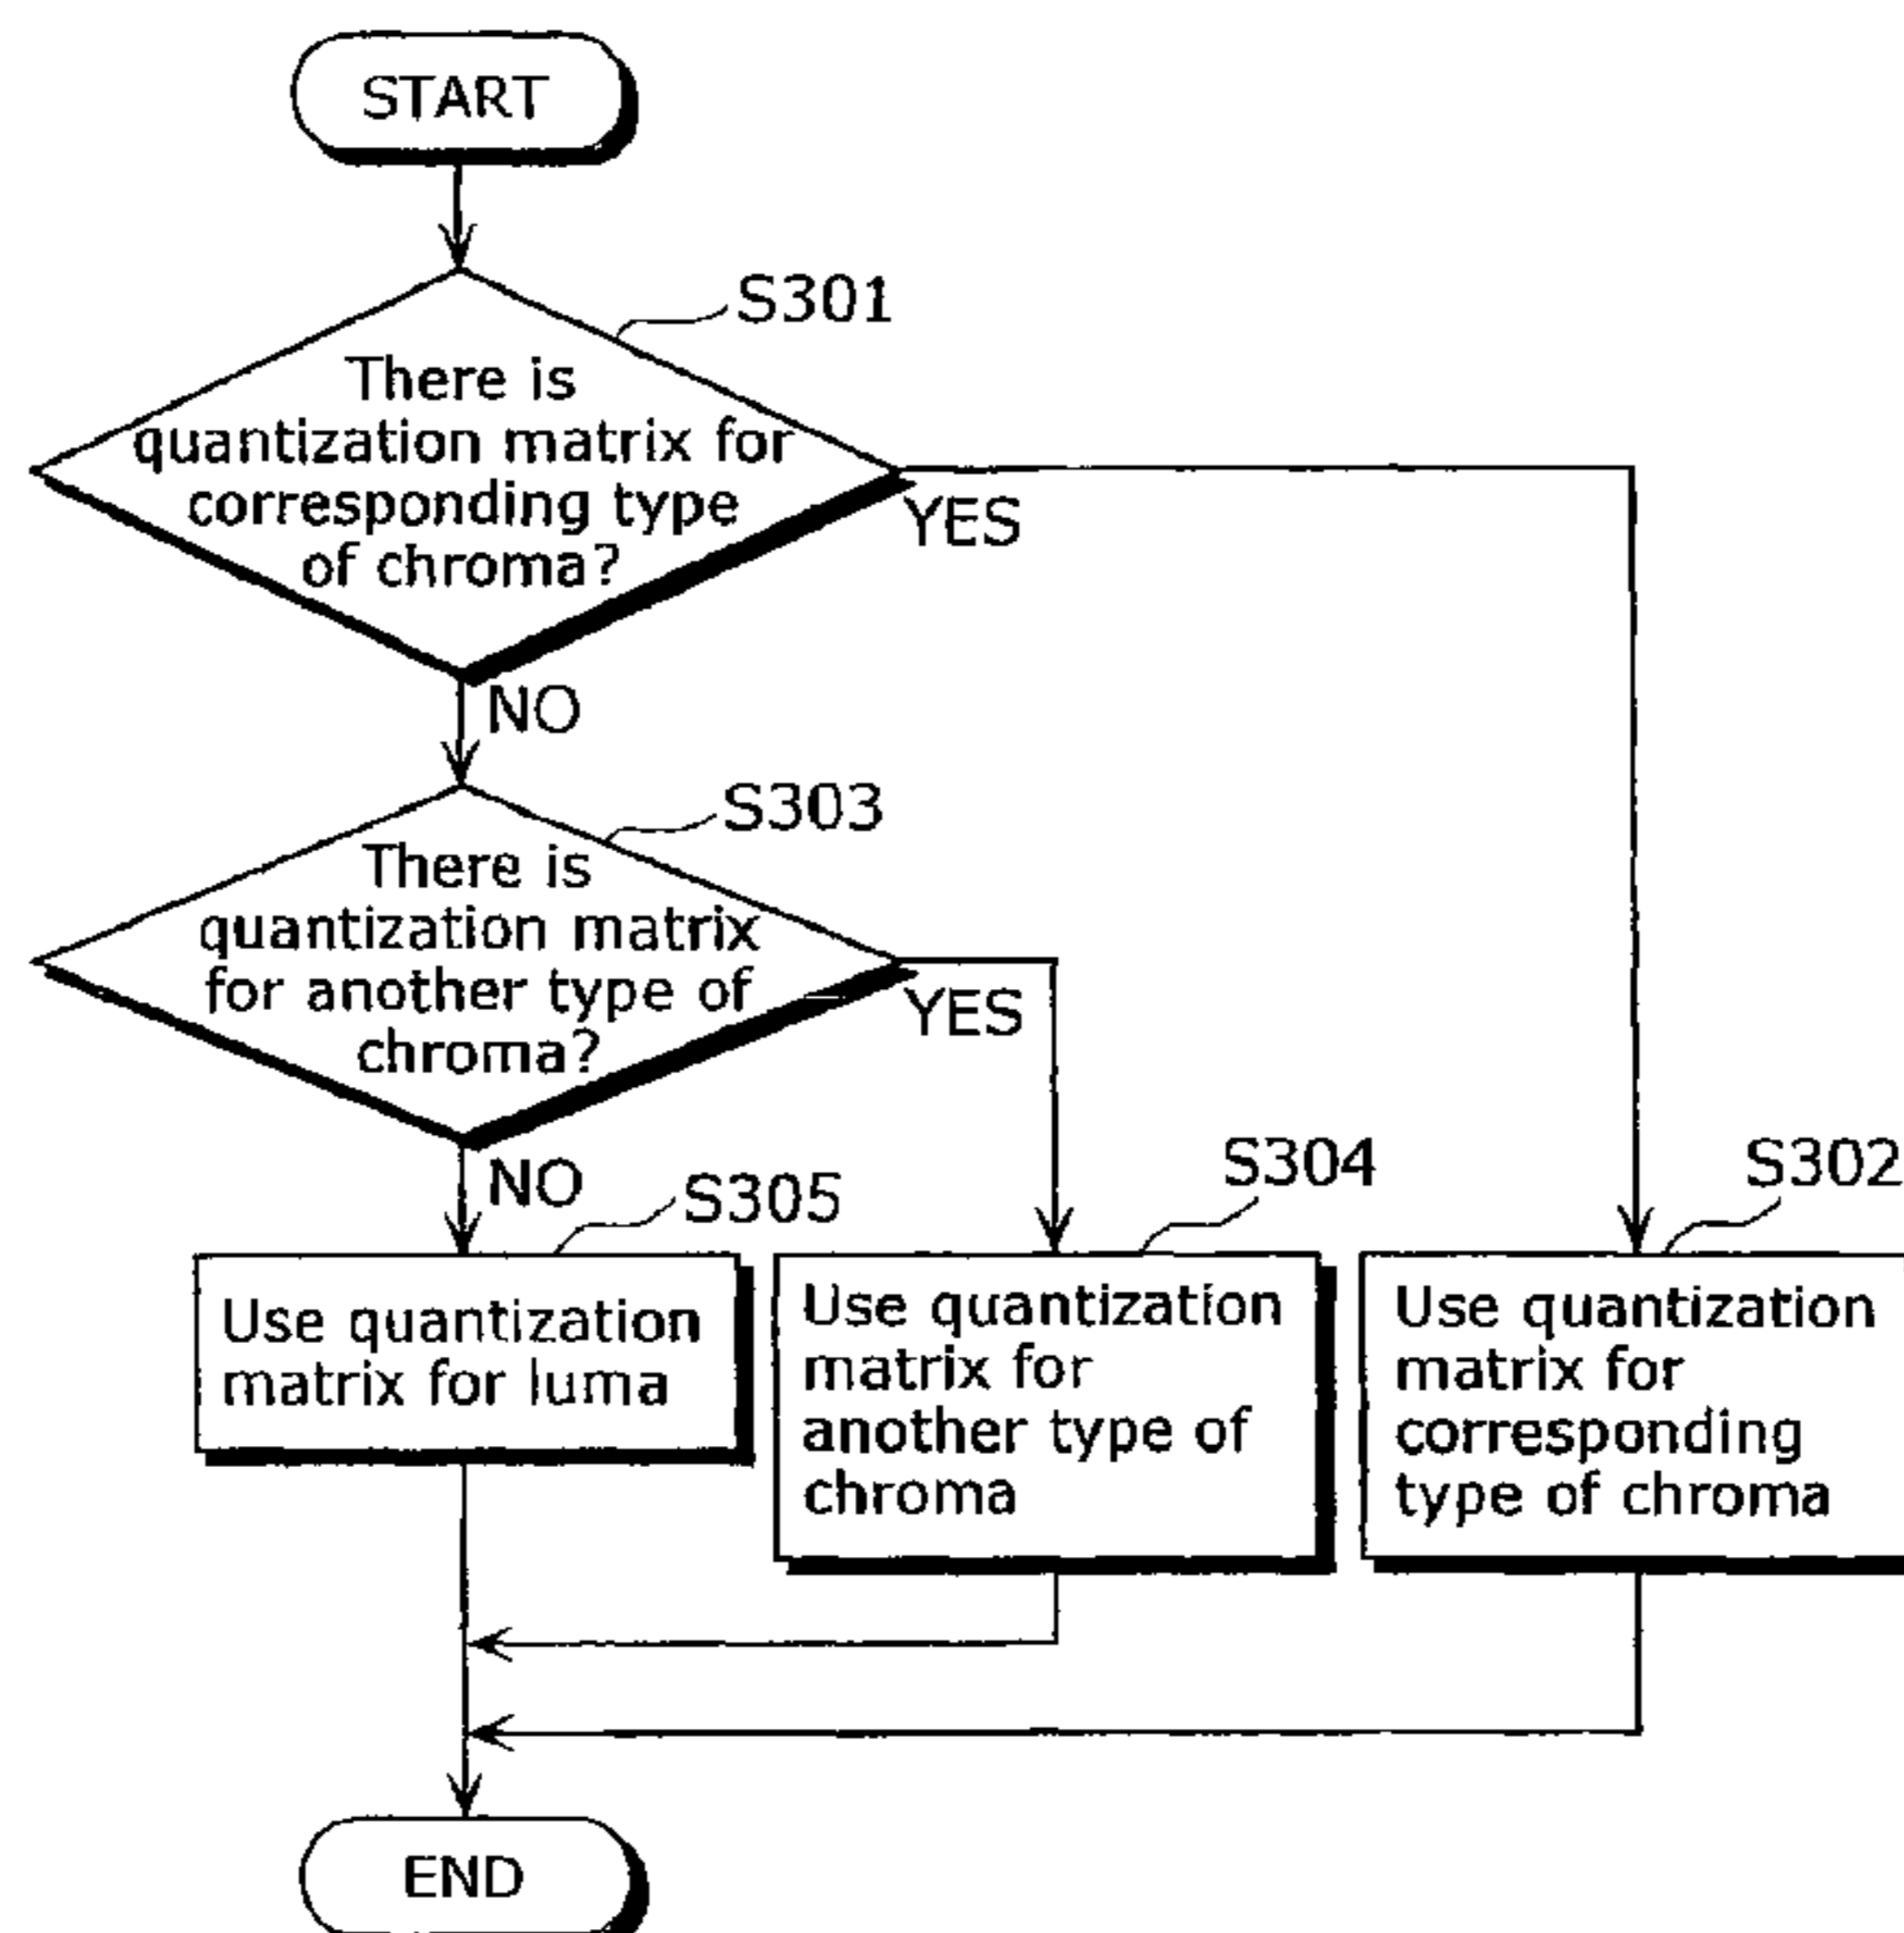 START
S301
There is
quantization matrix for
corresponding type
of chroma?
YES
NO
S303
There is
quantization matrix
for another type of
chroma?
YES
NO
S305
S304
S302
Use quantization
matrix for luma
Use quantization
matrix for
another type of
chroma
Use quantization
matrix for
corresponding
type of chroma
END